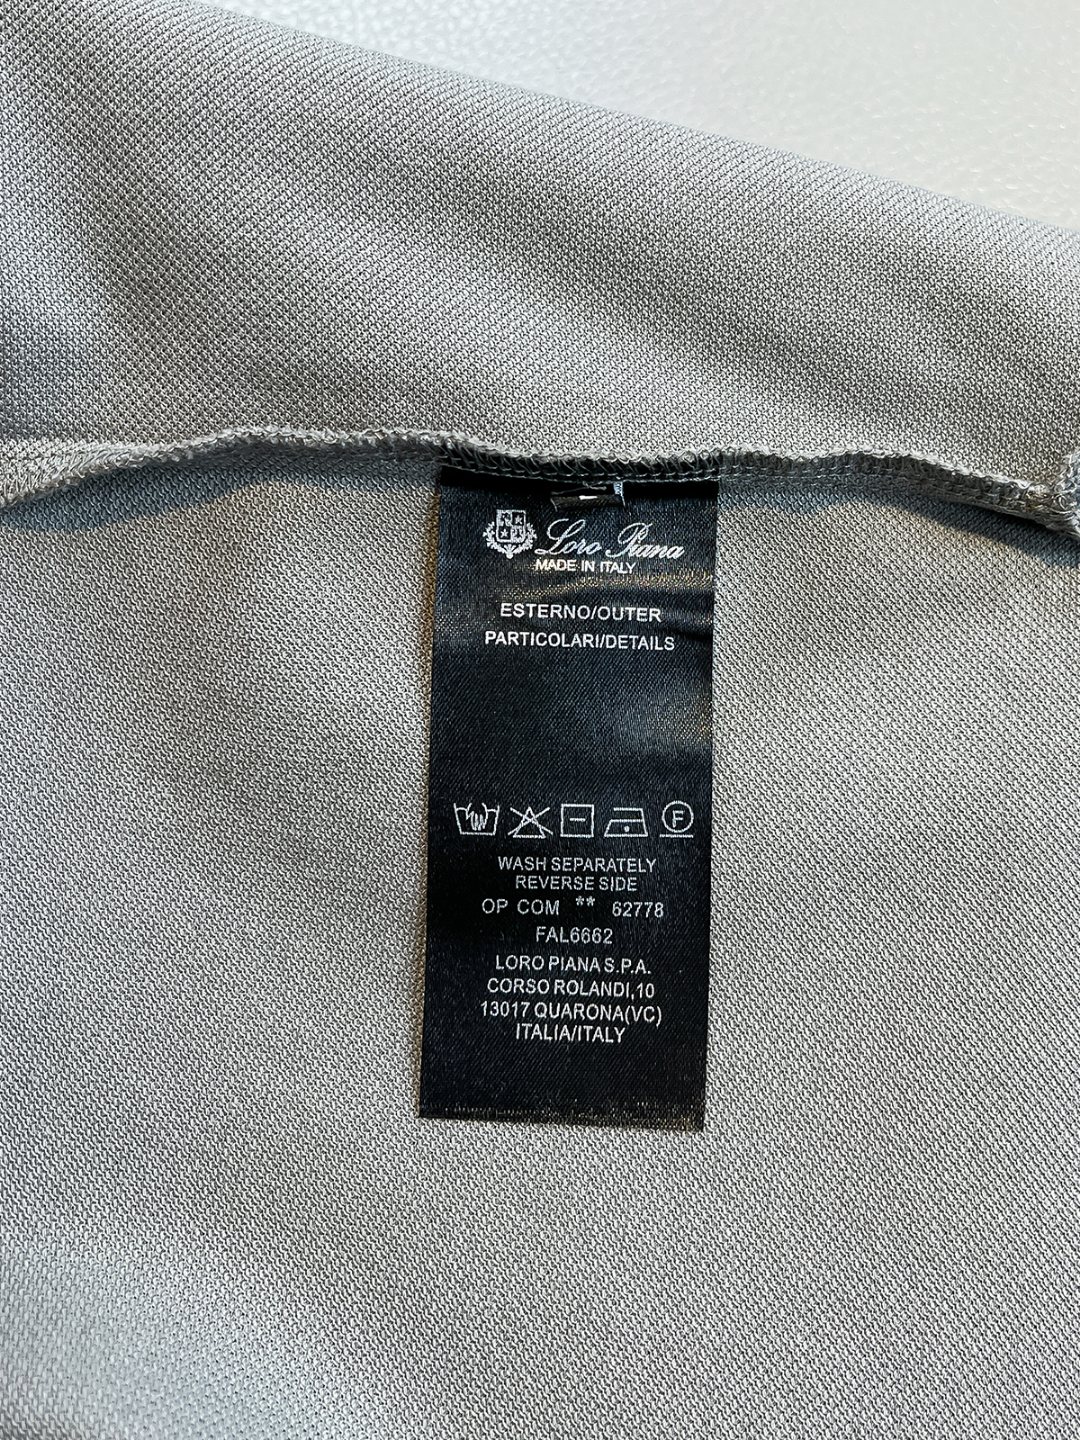 Loro Piana
MADE IN ITALY
ESTERNO/OUTER
PARTICOLARI/DETAILS
F
WASH SEPARATELY
REVERSE SIDE
OP COM ** 62778
FAL6662
LORO PIANA S.P.A.
CORSO ROLANDI,10
13017 QUARONA(VC)
ITALIA/ITALY